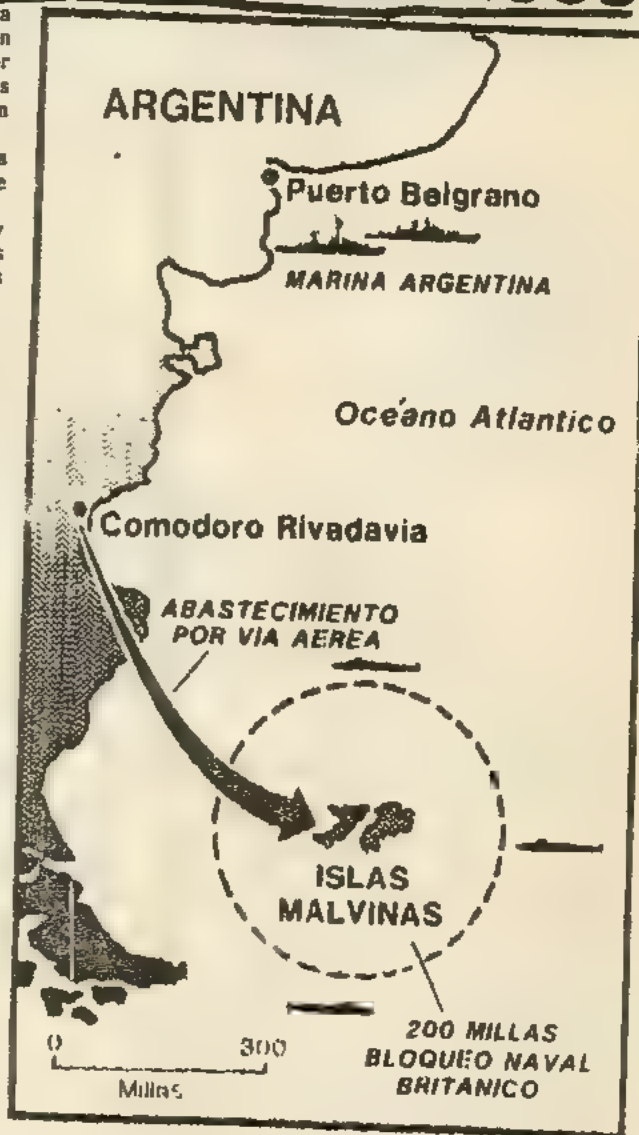 ARGENTINA
Puerto Belgrano
MARINA ARGENTINA
Océano Atlantico
Comodoro Rivadavia
ABASTECIMIENTO
POR VIA AEREA
ISLAS
MALVINAS
200 MILLAS
BLOQUEO NAVAL
BRITANICO
0 300
Millas